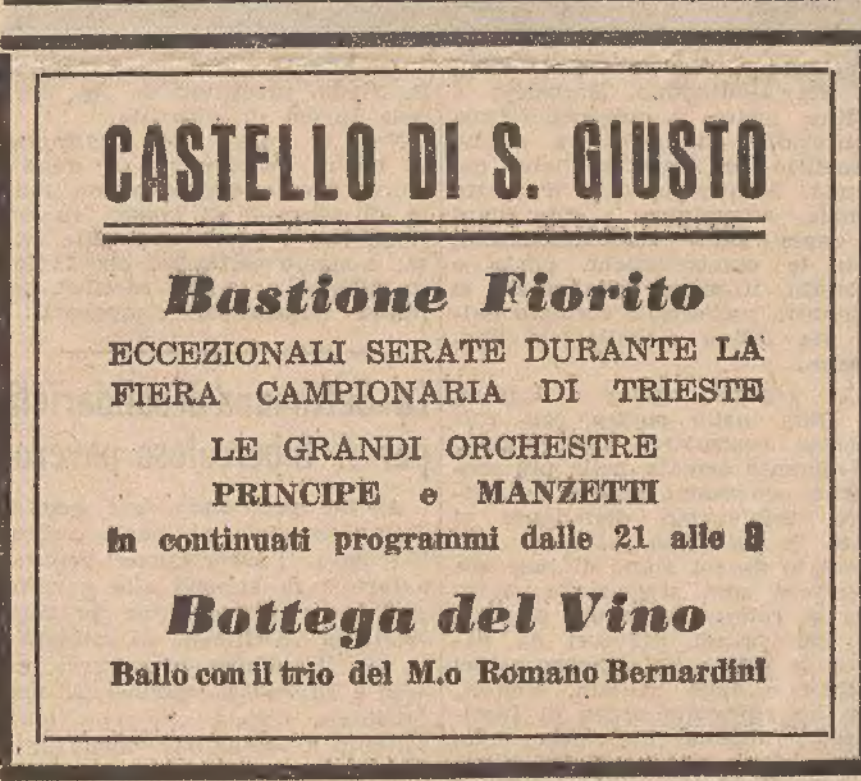 CASTELLO DI S. GIUSTO
Bastione Fiorito
ECCEZIONALI SERATE DURANTE LA
FIERA CAMPIONARIA DI TRIESTE
LE GRANDI ORCHESTRE
PRINCIPE e MANZETTI
in continuati programmi dalle 21 alle
Bottega del Vino
Ballo con il trio del M.o Romano Bernardini